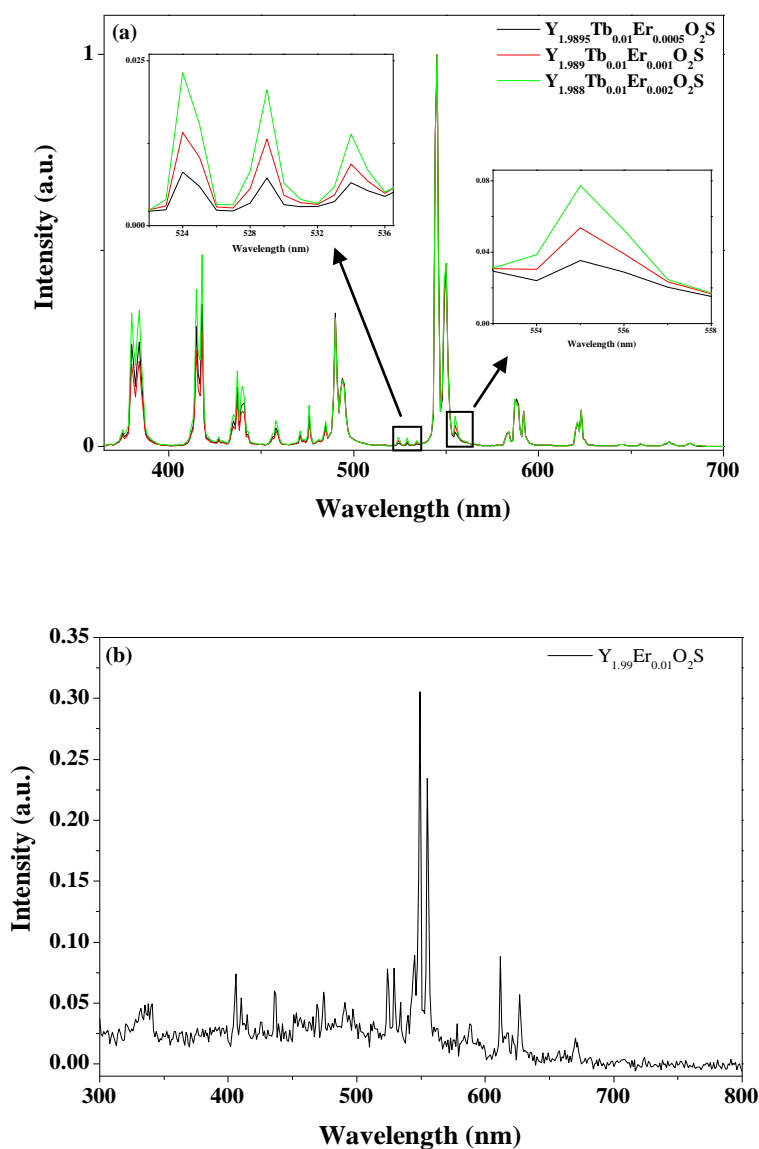 (a)
Y1.9895Tb0.01Er0.0005O2S
Y1.989Tb0.01Er0.001O2S
Y1.988Tb0.01Er0.002O2S
1
0
Intensity (a.u.)
400 500 600 700
Wavelength (nm)
0.025
0.000
524 528 532 536
Wavelength (nm)
0.08
0.04
0.00
554 556 558
Wavelength (nm)
(b)
Y1.99Er0.01O2S
0.35
0.30
0.25
0.20
0.15
0.10
0.05
0.00
Intensity (a.u.)
300 400 500 600 700 800
Wavelength (nm)